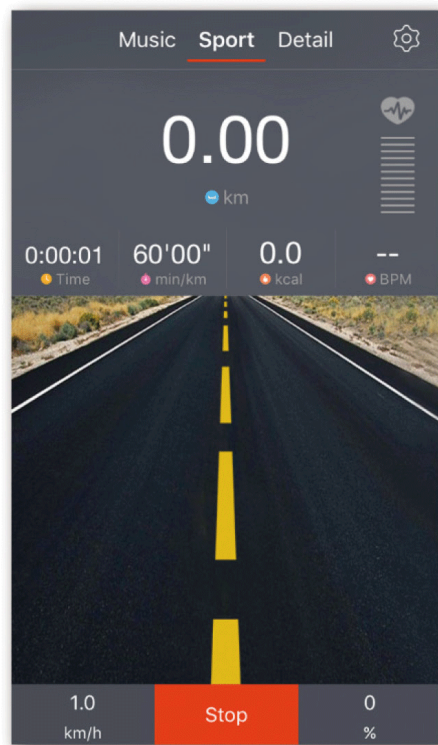 Music Sport Detail
0.00
km
0:00:01 60'00" 0.0 --
Time min/km kcal BPM
1.0 Stop 0
km/h %